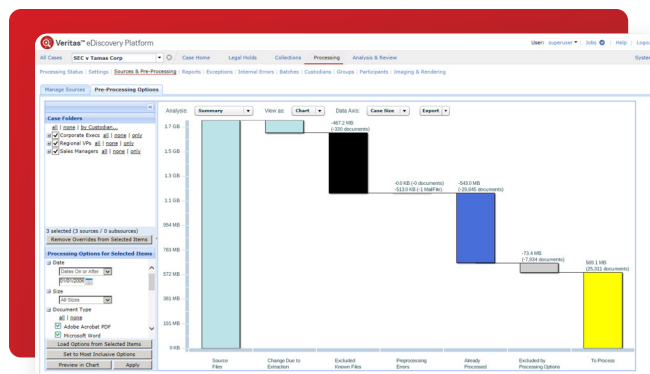 Veritas™ eDiscovery Platform
User: superuser | Jobs | Help | Logout
All Cases SEC v Tamas Corp Case Home Legal Holds Collections Processing Analysis & Review System
Processing Status | Settings | Sources & Pre-Processing | Reports | Exceptions | Internal Errors | Batches | Custodians | Groups | Participants | Imaging & Rendering
Manage Sources Pre-Processing Options
Analysis: Summary View as: Chart Data Axis: Case Size Export
Case Folders
all | none | by Custodian...
Corporate Execs all | none | only
Regional VPs all | none | only
Sales Managers all | none | only
3 selected (3 sources / 0 subsources)
Remove Overrides from Selected Items
Processing Options for Selected Items
Date
Dates On or After
01/01/2006
Size
All Sizes
Document Type
all | none
Adobe Acrobat PDF
Microsoft Word
Load Options from Selected Items
Set to Most Inclusive Options
Preview in Chart Apply
1.7 GB
1.5 GB
1.3 GB
1.1 GB
954 MB
763 MB
572 MB
381 MB
191 MB
0 KB
-467.2 MB
(-330 documents)
-0.0 KB (-0 documents)
-513.0 KB (-1 MailFile)
-543.0 MB
(-29,845 documents)
-73.4 MB
(-7,934 documents)
589.1 MB
(25,311 documents)
Source Files
Change Due to Extraction
Excluded Known Files
Preprocessing Errors
Already Processed
Excluded by Processing Options
To Process